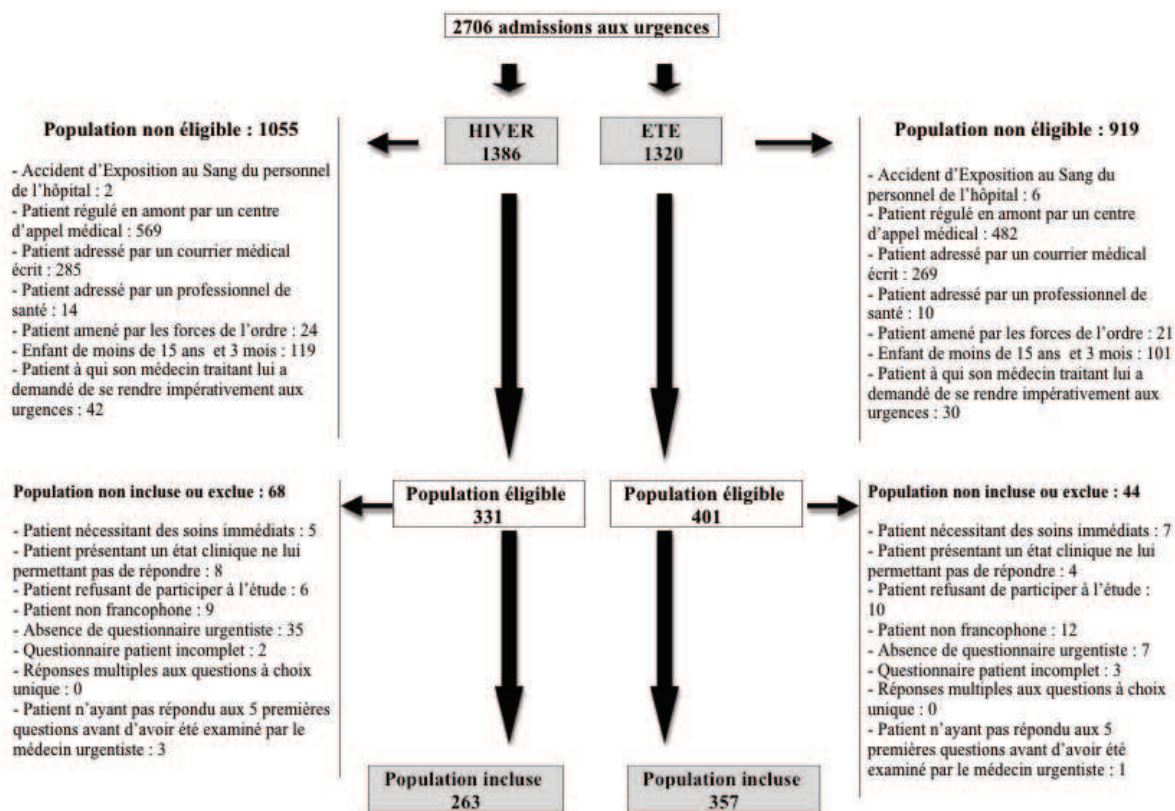 2706 admissions aux urgences
HIVER
1386
ETE
1320
Population non éligible : 1055
- Accident d'Exposition au Sang du personnel
de l'hôpital : 2
- Patient régulé en amont par un centre
d'appel médical : 569
- Patient adressé par un courrier médical
écrit : 285
- Patient adressé par un professionnel de
santé : 14
- Patient amené par les forces de l'ordre : 24
- Enfant de moins de 15 ans et 3 mois : 119
- Patient à qui son médecin traitant lui a
demandé de se rendre impérativement aux
urgences : 42
Population non éligible : 919
- Accident d'Exposition au Sang du
personnel de l'hôpital : 6
- Patient régulé en amont par un centre
d'appel médical : 482
- Patient adressé par un courrier médical
écrit : 269
- Patient adressé par un professionnel de
santé : 10
- Patient amené par les forces de l'ordre : 21
- Enfant de moins de 15 ans et 3 mois : 101
- Patient à qui son médecin traitant lui a
demandé de se rendre impérativement aux
urgences : 30
Population éligible
331
Population éligible
401
Population non incluse ou exclue : 68
- Patient nécessitant des soins immédiats : 5
- Patient présentant un état clinique ne lui
permettant pas de répondre : 8
- Patient refusant de participer à l'étude : 6
- Patient non francophone : 9
- Absence de questionnaire urgentiste : 35
- Questionnaire patient incomplet : 2
- Réponses multiples aux questions à choix
unique : 0
- Patient n'ayant pas répondu aux 5 premières
questions avant d'avoir été examiné par le
médecin urgentiste : 3
Population non incluse ou exclue : 44
- Patient nécessitant des soins immédiats : 7
- Patient présentant un état clinique ne lui
permettant pas de répondre : 4
- Patient refusant de participer à l'étude :
10
- Patient non francophone : 12
- Absence de questionnaire urgentiste : 7
- Questionnaire patient incomplet : 3
- Réponses multiples aux questions à choix
unique : 0
- Patient n'ayant pas répondu aux 5
premières questions avant d'avoir été
examiné par le médecin urgentiste : 1
Population incluse
263
Population incluse
357